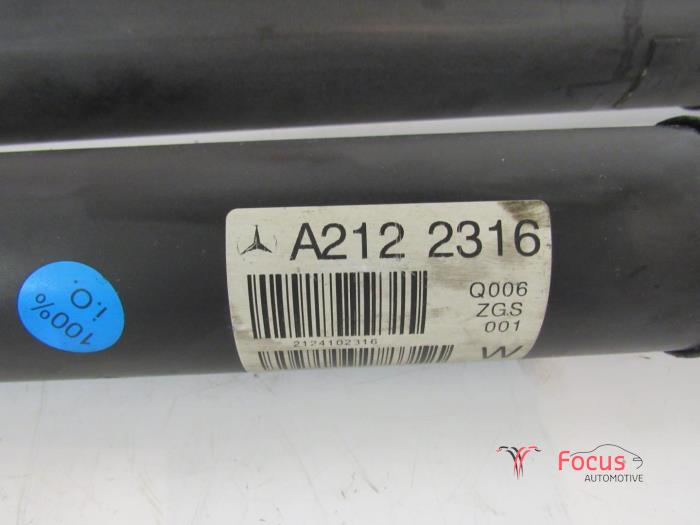 A212 2316
Q006
ZGS
001
2124102316
W
100%
i.O.
Focus
AUTOMOTIVE